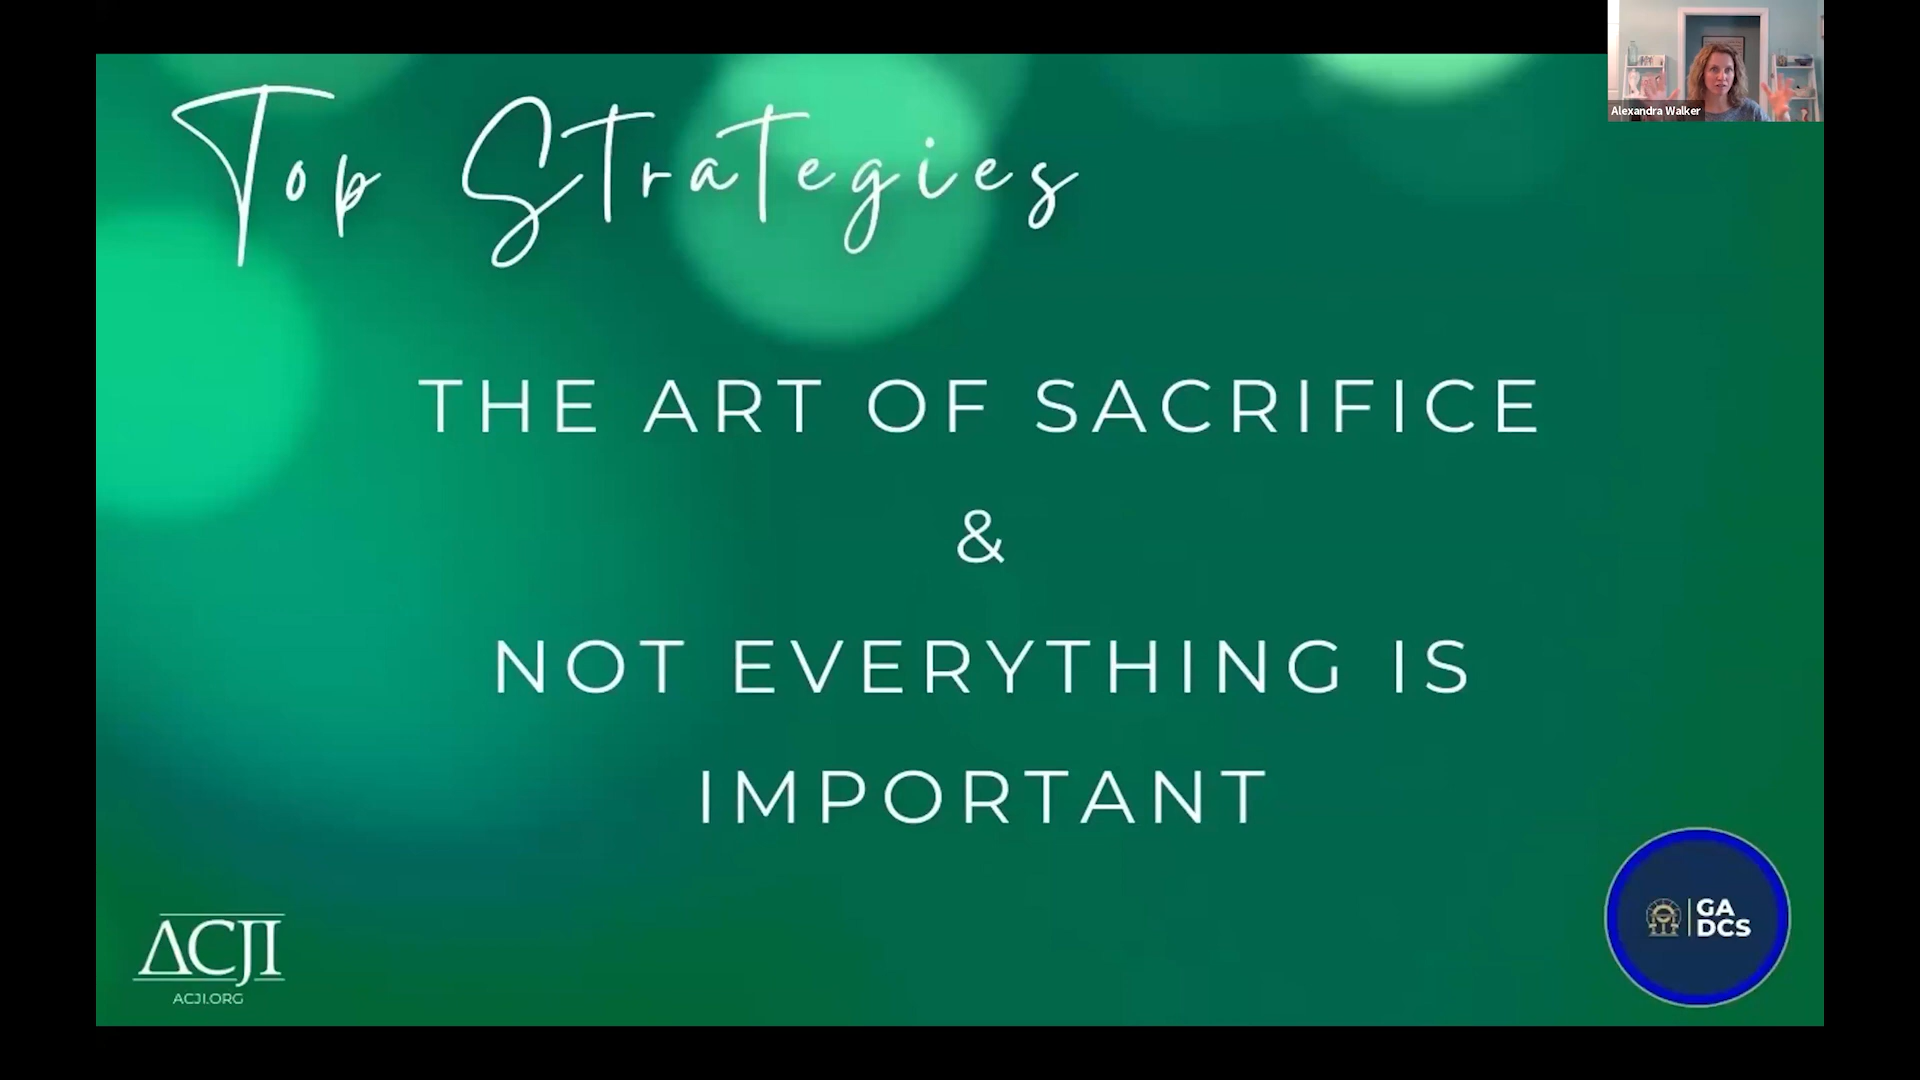 Alexandra Walker
Top Strategies
THE ART OF SACRIFICE
&
NOT EVERYTHING IS
IMPORTANT
ACJI
ACJI.ORG
GA
DCS